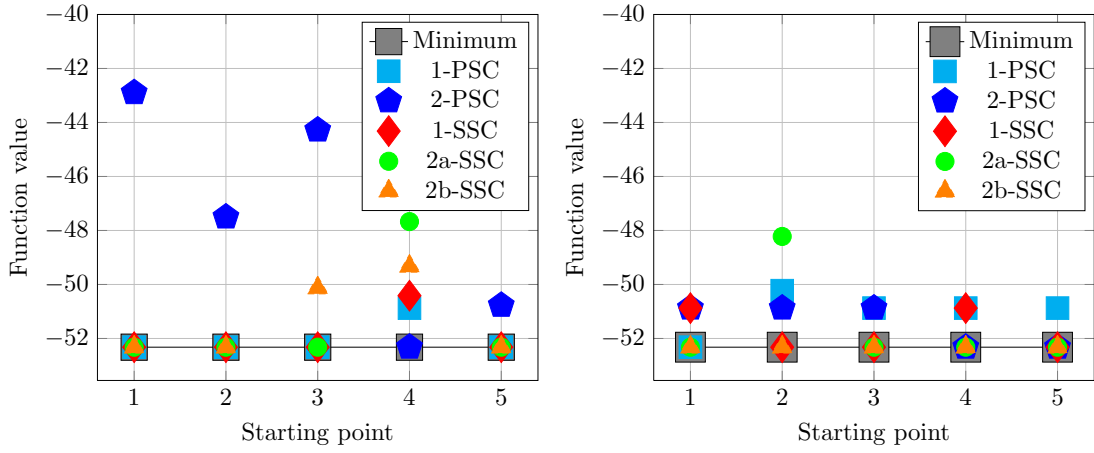 −40
−42
−44
−46
−48
−50
−52
1 2 3 4 5
Starting point
Function value
Minimum
1-PSC
2-PSC
1-SSC
2a-SSC
2b-SSC
−40
−42
−44
−46
−48
−50
−52
1 2 3 4 5
Starting point
Function value
Minimum
1-PSC
2-PSC
1-SSC
2a-SSC
2b-SSC